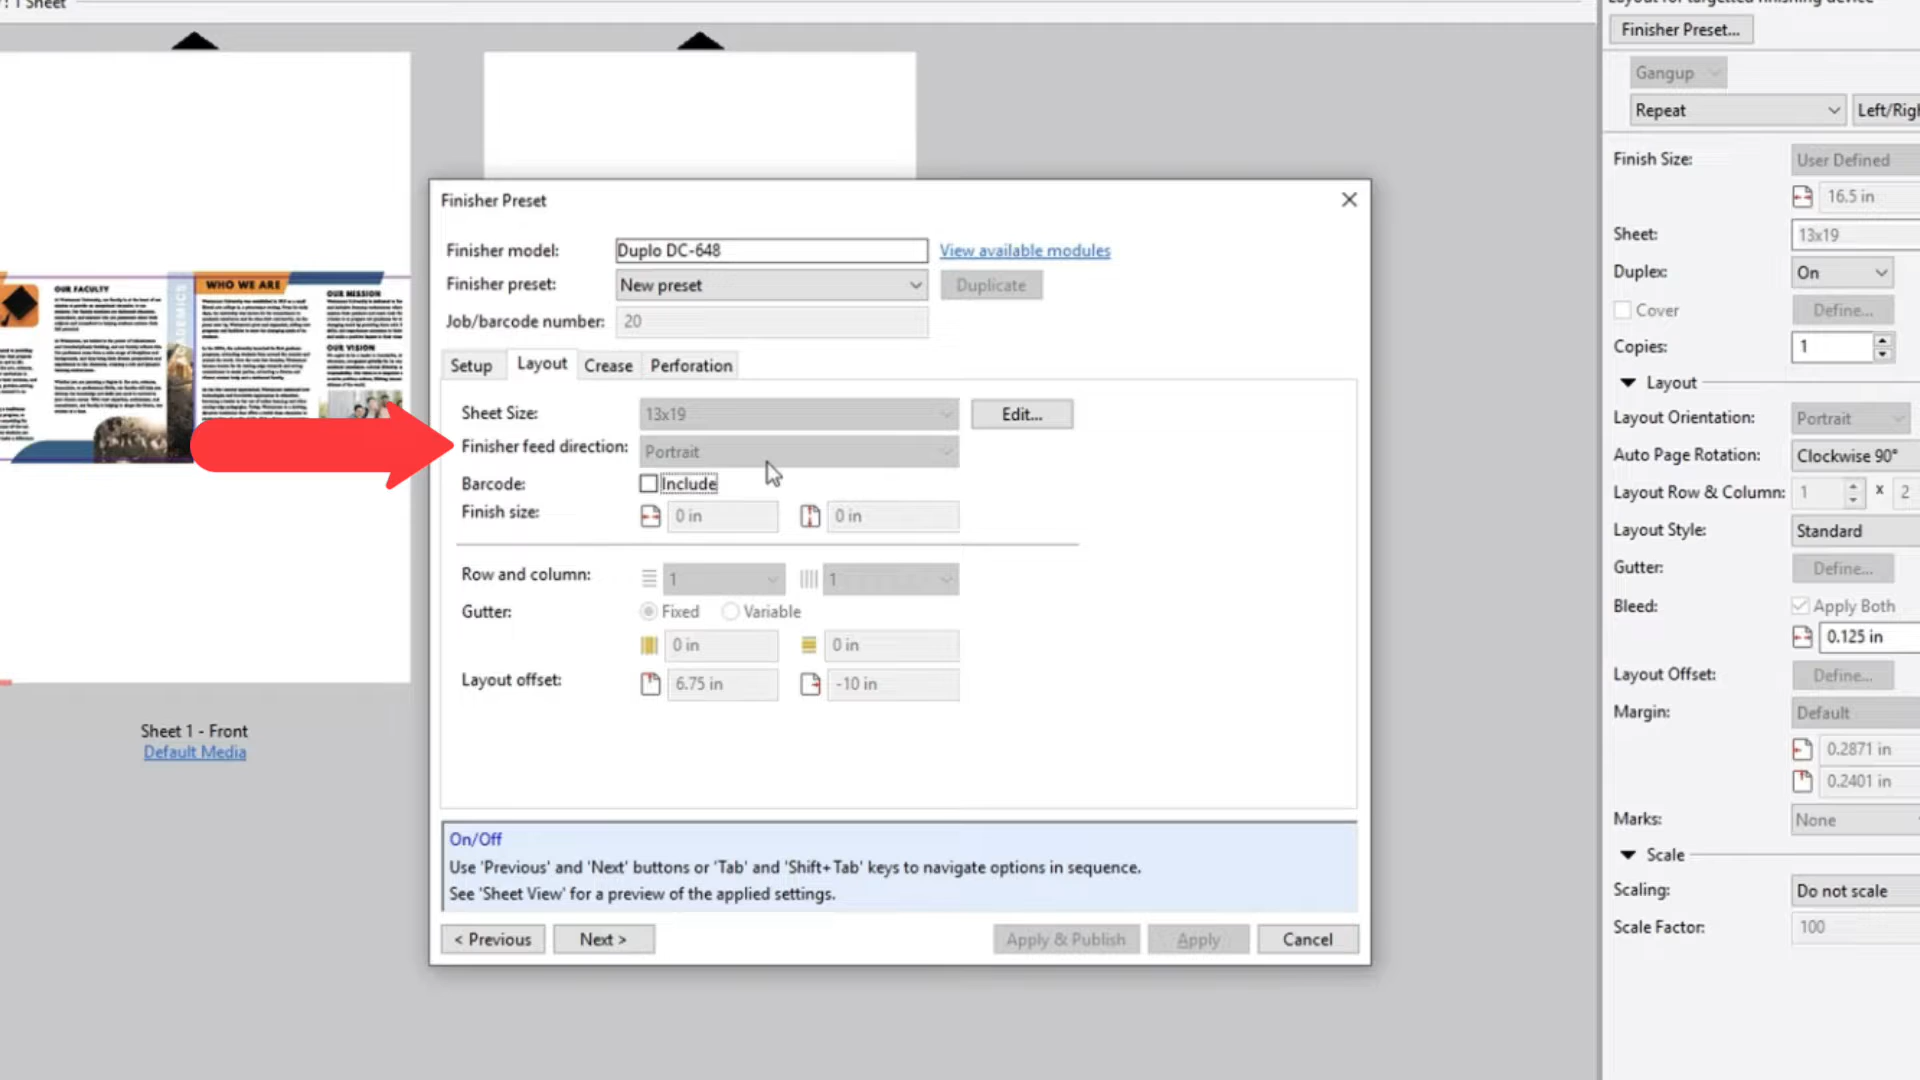 1 Sheet
Layout for targetted finishing device
Finisher Preset...
Gangup
Repeat
Left/Righ
Finish Size:
User Defined
16.5 in
Sheet:
13x19
Duplex:
On
Cover
Define...
Copies:
1
Layout
Layout Orientation:
Portrait
Auto Page Rotation:
Clockwise 90°
Layout Row & Column:
1
x
2
Layout Style:
Standard
Gutter:
Define...
Bleed:
Apply Both
0.125 in
Layout Offset:
Define...
Margin:
Default
0.2871 in
0.2401 in
Marks:
None
Scale
Scaling:
Do not scale
Scale Factor:
100
OUR FACULTY
ADEMICS
WHO WE ARE
OUR MISSION
OUR VISION
Sheet 1 - Front
Default Media
Finisher Preset
Finisher model:
Duplo DC-648
View available modules
Finisher preset:
New preset
Duplicate
Job/barcode number:
20
Setup
Layout
Crease
Perforation
Sheet Size:
13x19
Edit...
Finisher feed direction:
Portrait
Barcode:
Include
Finish size:
0 in
0 in
Row and column:
1
1
Gutter:
Fixed
Variable
0 in
0 in
Layout offset:
6.75 in
-10 in
On/Off
Use 'Previous' and 'Next' buttons or 'Tab' and 'Shift+Tab' keys to navigate options in sequence.
See 'Sheet View' for a preview of the applied settings.
< Previous
Next >
Apply & Publish
Apply
Cancel